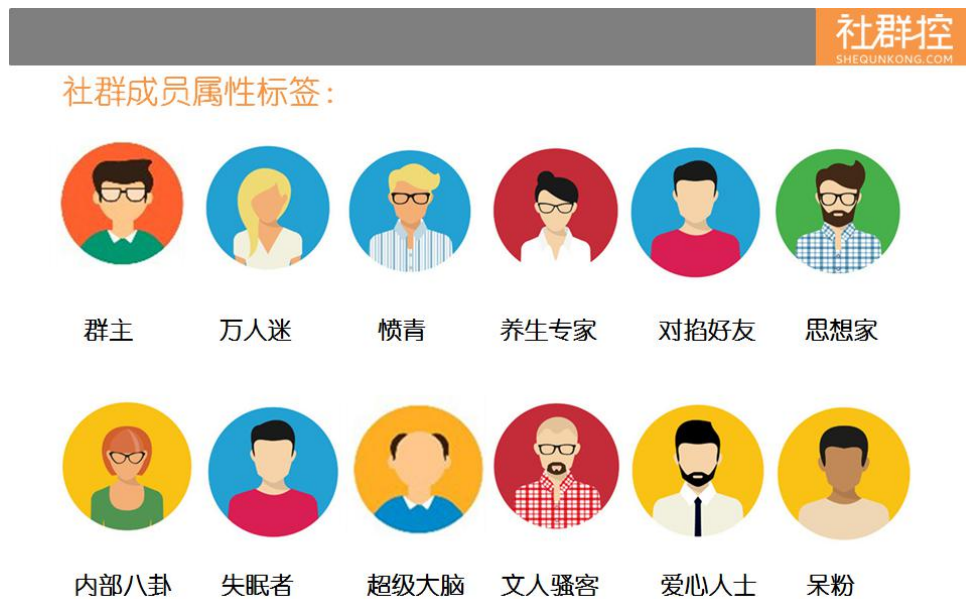 社群控
SHEQUNKONG.COM
社群成员属性标签：
群主 万人迷 愤青 养生专家 对掐好友 思想家
内部八卦 失眠者 超级大脑 文人骚客 爱心人士 呆粉